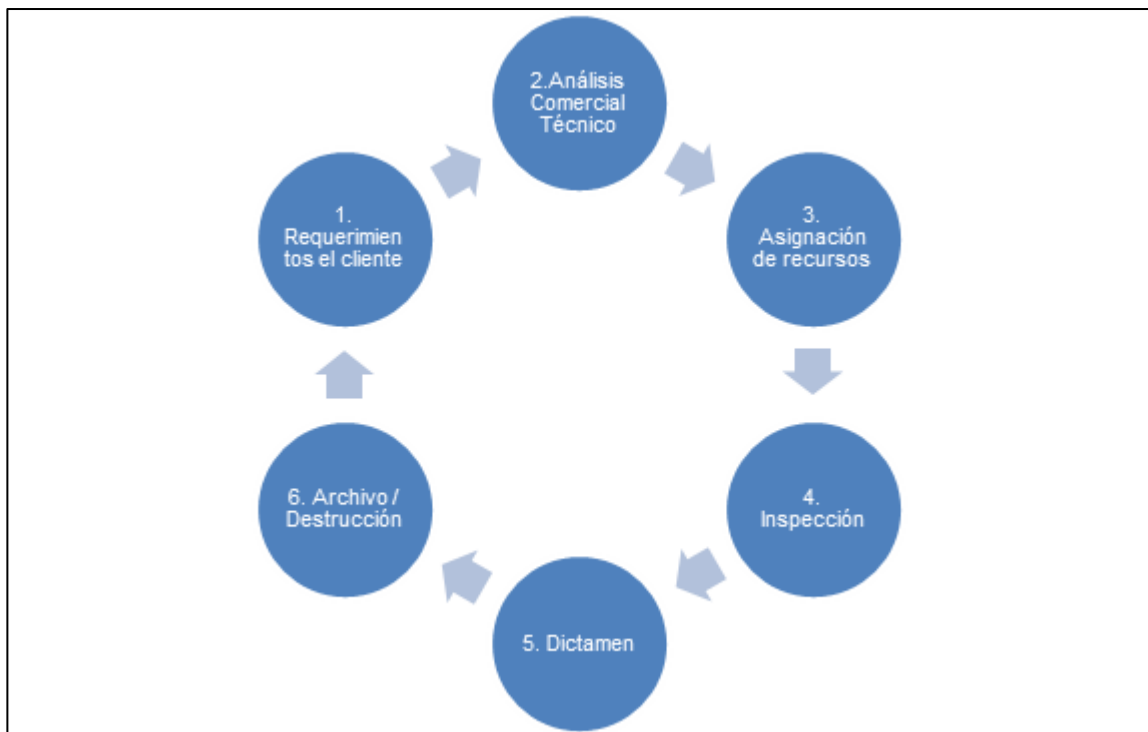 1.
Requerimien
tos el cliente
2.Análisis
Comercial
Técnico
3.
Asignación
de recursos
4.
Inspección
5. Dictamen
6. Archivo /
Destrucción